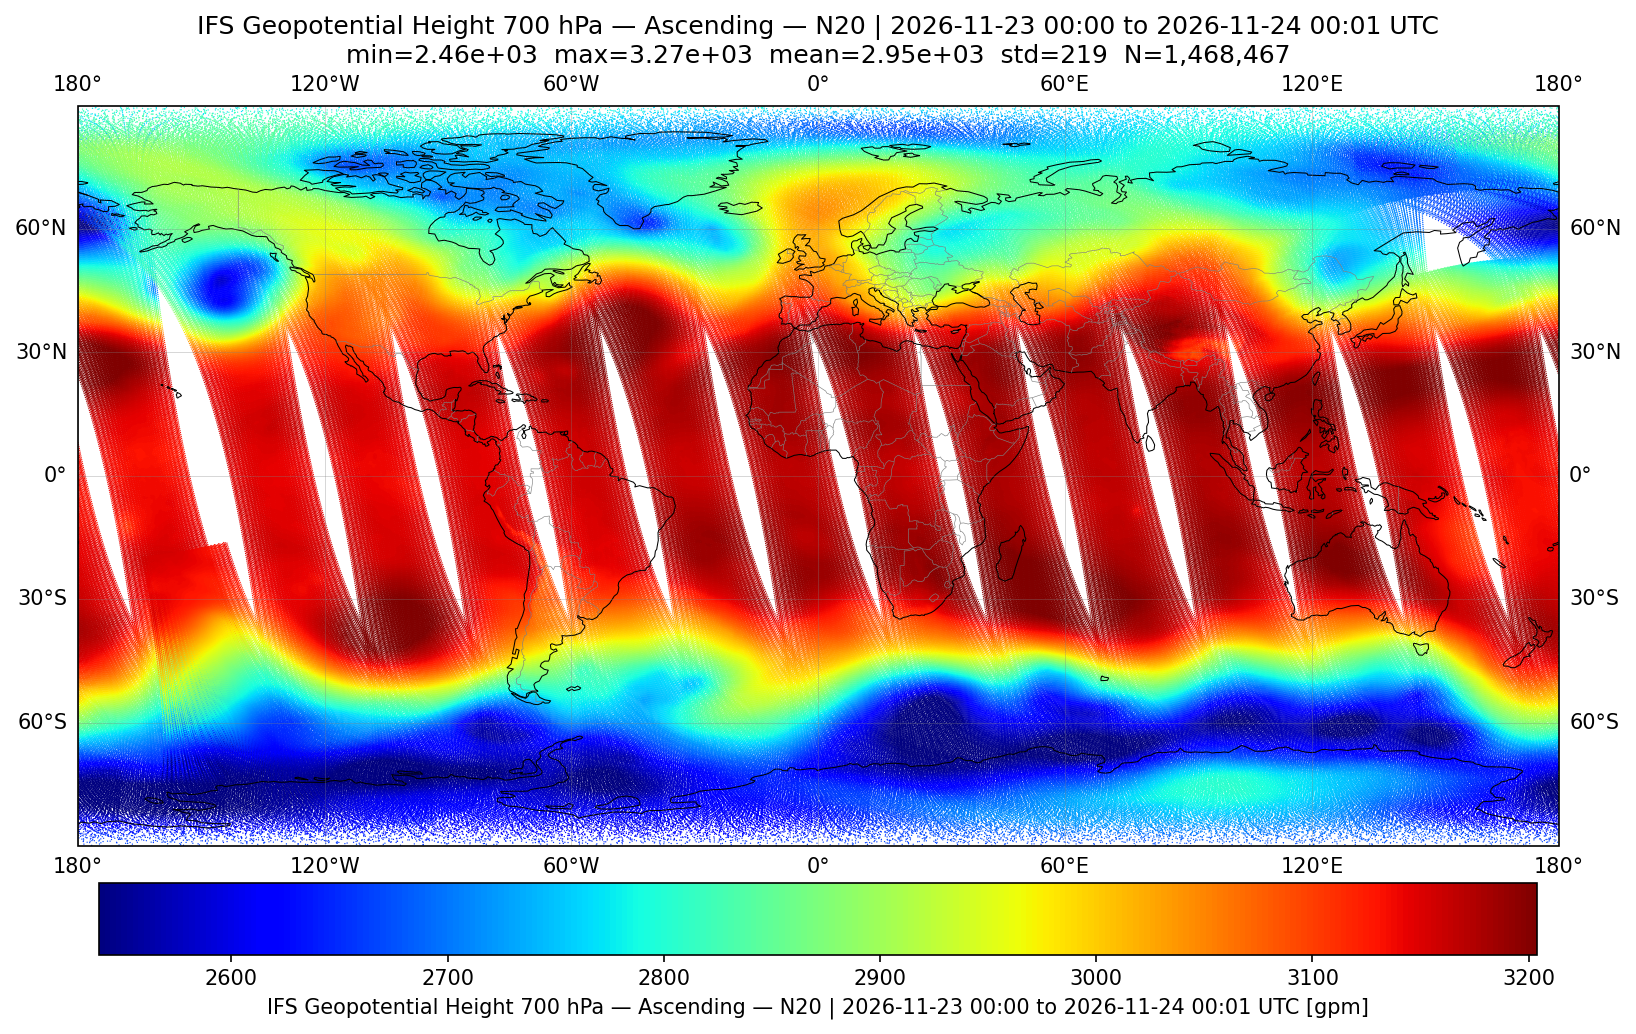 IFS Geopotential Height 700 hPa — Ascending — N20 | 2026-11-23 00:00 to 2026-11-24 00:01 UTC
min=2.46e+03 max=3.27e+03 mean=2.95e+03 std=219 N=1,468,467
180° 120°W 60°W 0° 60°E 120°E 180°
60°N 60°N
30°N 30°N
0° 0°
30°S 30°S
60°S 60°S
180° 120°W 60°W 0° 60°E 120°E 180°
2600 2700 2800 2900 3000 3100 3200
IFS Geopotential Height 700 hPa — Ascending — N20 | 2026-11-23 00:00 to 2026-11-24 00:01 UTC [gpm]